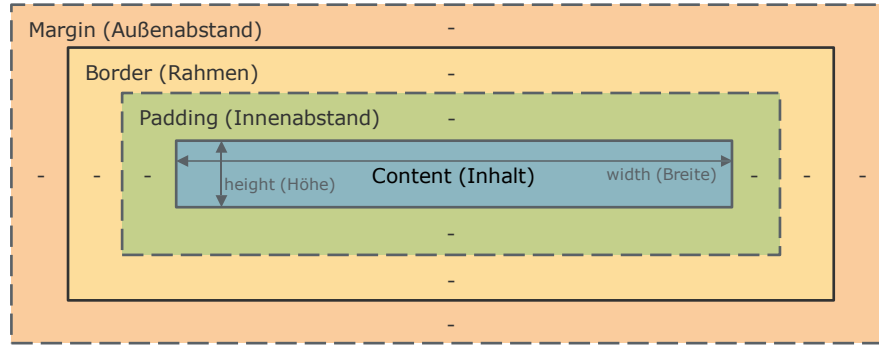 Margin (Außenabstand)
-
Border (Rahmen)
-
Padding (Innenabstand)
-
- - - height (Höhe) Content (Inhalt) width (Breite) - - -
-
-
-